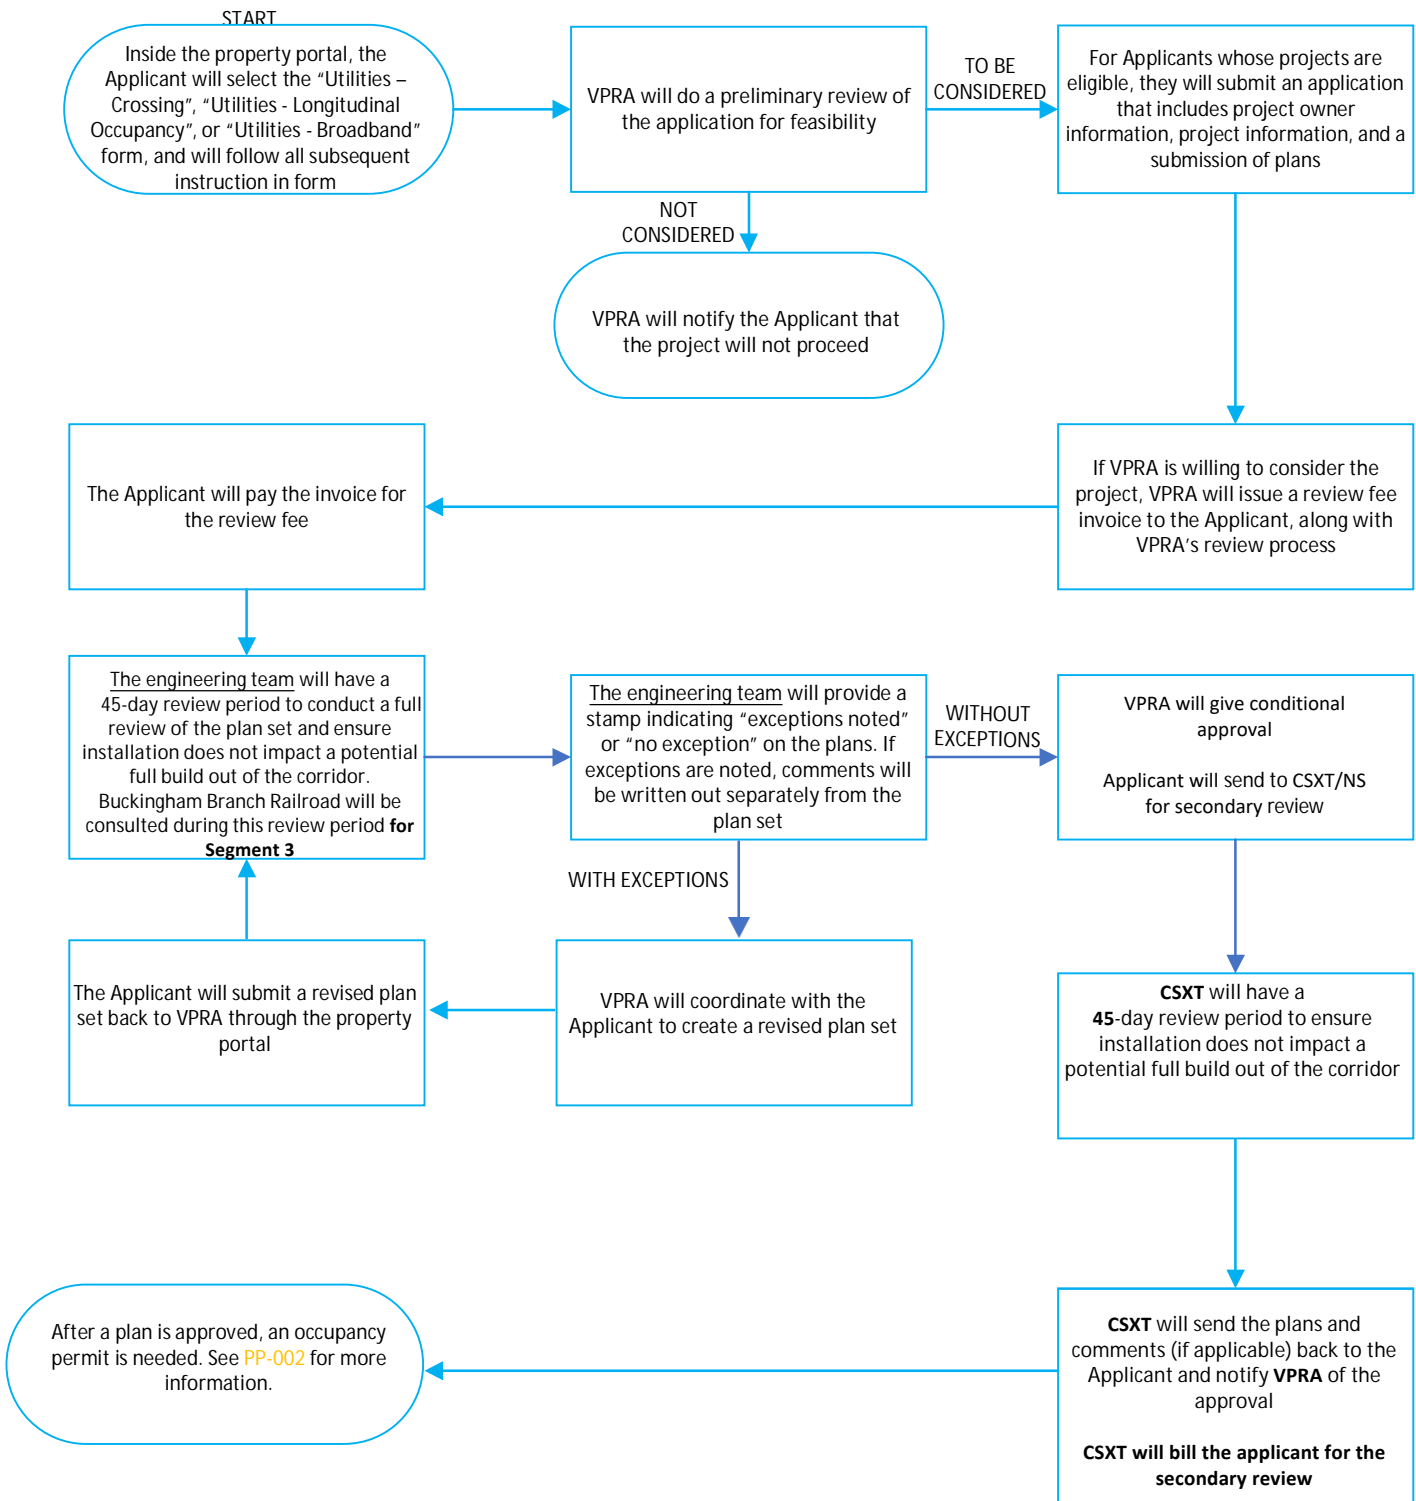 START
Inside the property portal, the
Applicant will select the “Utilities –
Crossing”, “Utilities - Longitudinal
Occupancy”, or “Utilities - Broadband”
form, and will follow all subsequent
instruction in form
VPRA will do a preliminary review of
the application for feasibility
TO BE
CONSIDERED
For Applicants whose projects are
eligible, they will submit an application
that includes project owner
information, project information, and a
submission of plans
NOT
CONSIDERED
VPRA will notify the Applicant that
the project will not proceed
If VPRA is willing to consider the
project, VPRA will issue a review fee
invoice to the Applicant, along with
VPRA’s review process
The Applicant will pay the invoice for
the review fee
The engineering team will have a
45-day review period to conduct a full
review of the plan set and ensure
installation does not impact a potential
full build out of the corridor.
Buckingham Branch Railroad will be
consulted during this review period for
Segment 3
The engineering team will provide a
stamp indicating “exceptions noted”
or “no exception” on the plans. If
exceptions are noted, comments will
be written out separately from the
plan set
WITHOUT
EXCEPTIONS
VPRA will give conditional
approval
Applicant will send to CSXT/NS
for secondary review
WITH EXCEPTIONS
VPRA will coordinate with the
Applicant to create a revised plan set
The Applicant will submit a revised plan
set back to VPRA through the property
portal
CSXT will have a
45-day review period to ensure
installation does not impact a
potential full build out of the corridor
CSXT will send the plans and
comments (if applicable) back to the
Applicant and notify VPRA of the
approval
CSXT will bill the applicant for the
secondary review
After a plan is approved, an occupancy
permit is needed. See PP-002 for more
information.